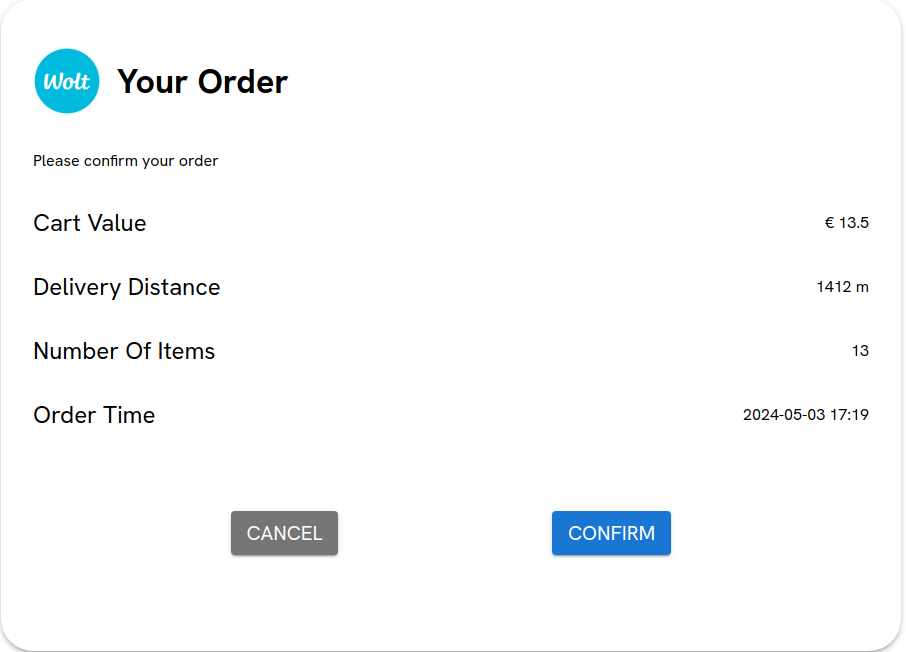 Wolt Your Order
Please confirm your order
Cart Value € 13.5
Delivery Distance 1412 m
Number Of Items 13
Order Time 2024-05-03 17:19
CANCEL CONFIRM